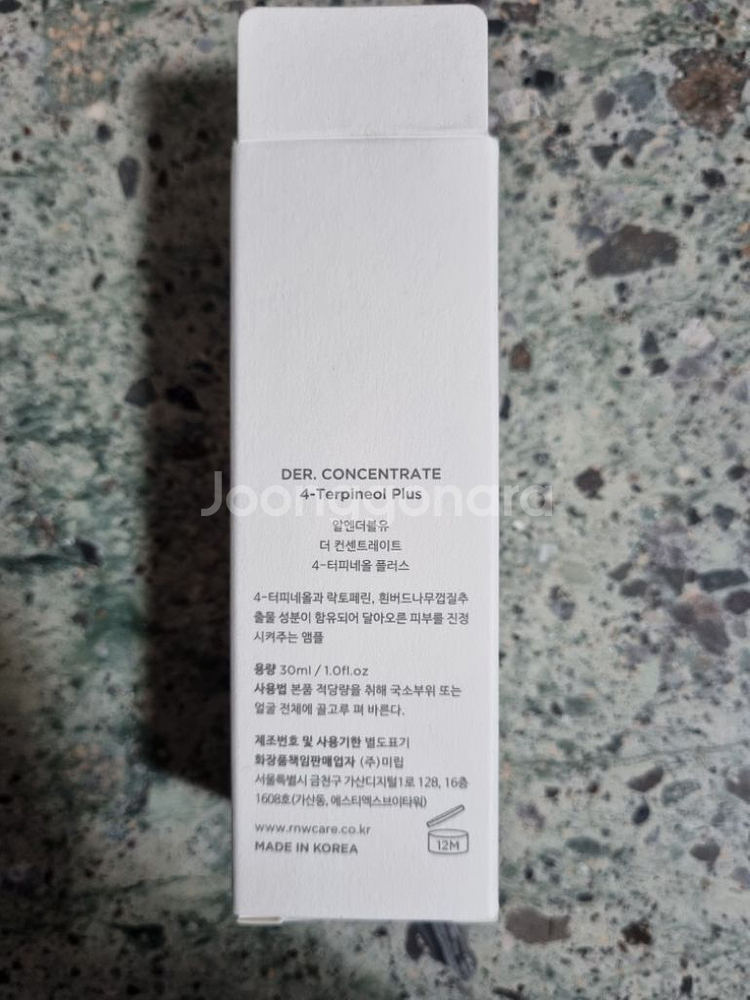 DER. CONCENTRATE
4-Terpineol Plus
Joonggonara
알엔더블유
더 컨센트레이트
4-터피네올 플러스
4-터피네올과 락토페린, 흰버드나무껍질추
출물 성분이 함유되어 달아오른 피부를 진정
시켜주는 앰플
용량 30ml / 1.0fl.oz
사용법 본품 적당량을 취해 국소부위 또는
얼굴 전체에 골고루 펴 바른다.
제조번호 및 사용기한 별도표기
화장품책임판매업자 (주)미립
서울특별시 금천구 가산디지털1로 128, 16층
1608호(가산동, 에스티엑스브이타워)
www.rnwcare.co.kr
MADE IN KOREA
12M